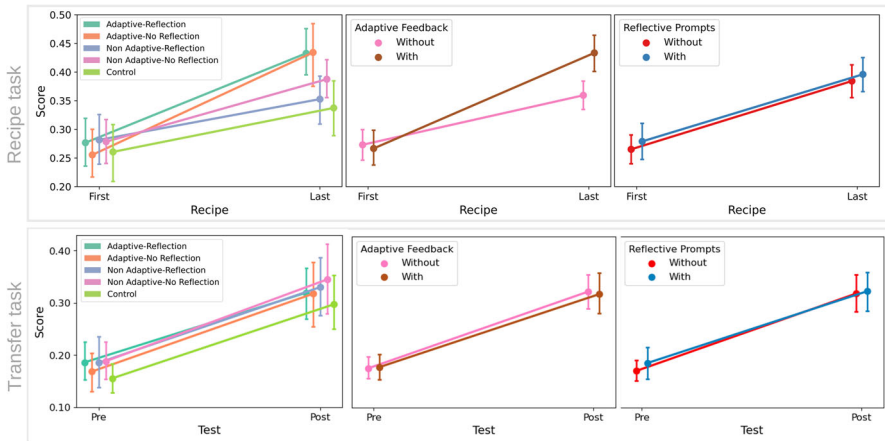 Recipe task
Score
0.50
0.45
0.40
0.35
0.30
0.25
0.20
Adaptive-Reflection
Adaptive-No Reflection
Non Adaptive-Reflection
Non Adaptive-No Reflection
Control
First
Last
Recipe
Adaptive Feedback
Without
With
First
Last
Recipe
Reflective Prompts
Without
With
First
Last
Recipe
Transfer task
Score
0.40
0.30
0.20
0.10
Adaptive-Reflection
Adaptive-No Reflection
Non Adaptive-Reflection
Non Adaptive-No Reflection
Control
Pre
Post
Test
Adaptive Feedback
Without
With
Pre
Post
Test
Reflective Prompts
Without
With
Pre
Post
Test